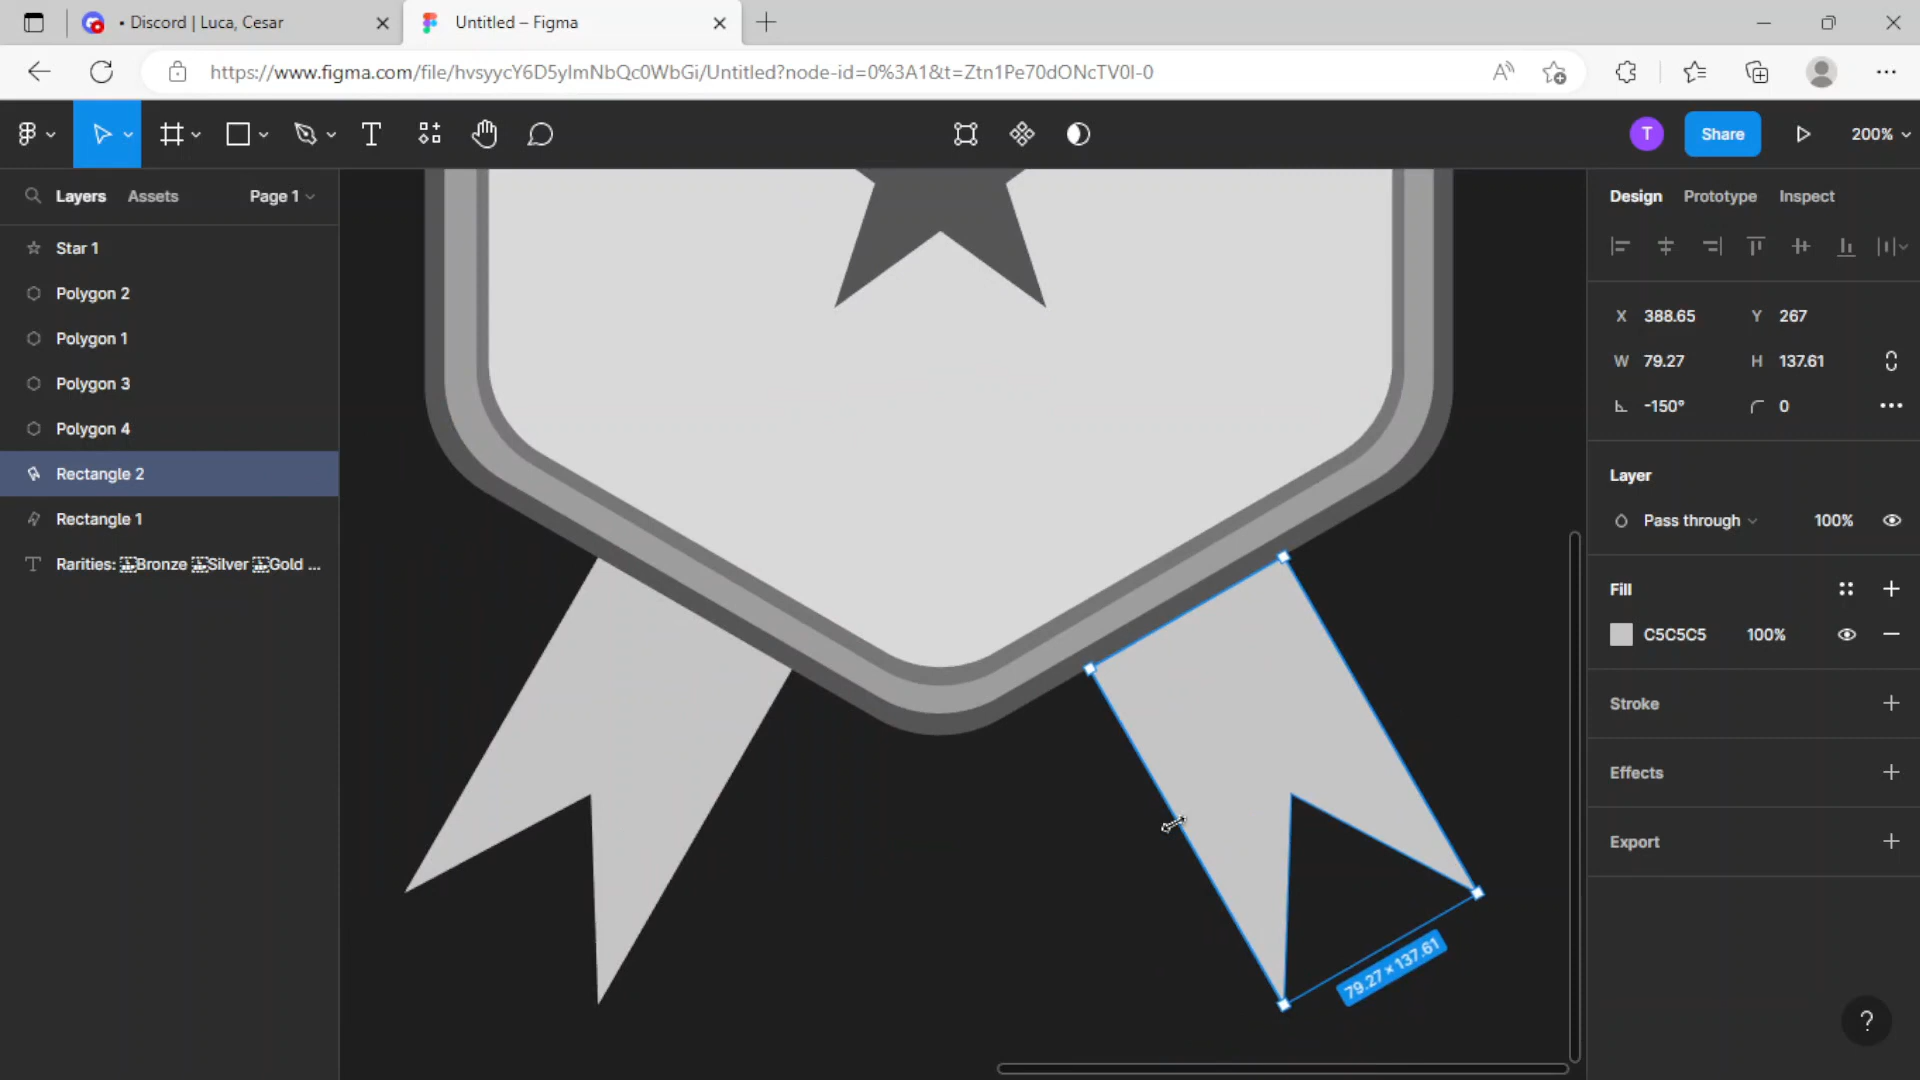 • Discord | Luca, Cesar
Untitled – Figma
https://www.figma.com/file/hvsyycY6D5ylmNbQc0WbGi/Untitled?node-id=0%3A1&t=Ztn1Pe70dONcTV0I-0
T
Share
200%
Layers
Assets
Page 1
Design
Prototype
Inspect
Star 1
Polygon 2
Polygon 1
Polygon 3
Polygon 4
Rectangle 2
Rectangle 1
Rarities: Bronze Silver Gold ...
X 388.65 Y 267
W 79.27 H 137.61
-150° 0
Layer
Pass through 100%
Fill
C5C5C5 100%
Stroke
Effects
Export
79.27 × 137.61
?